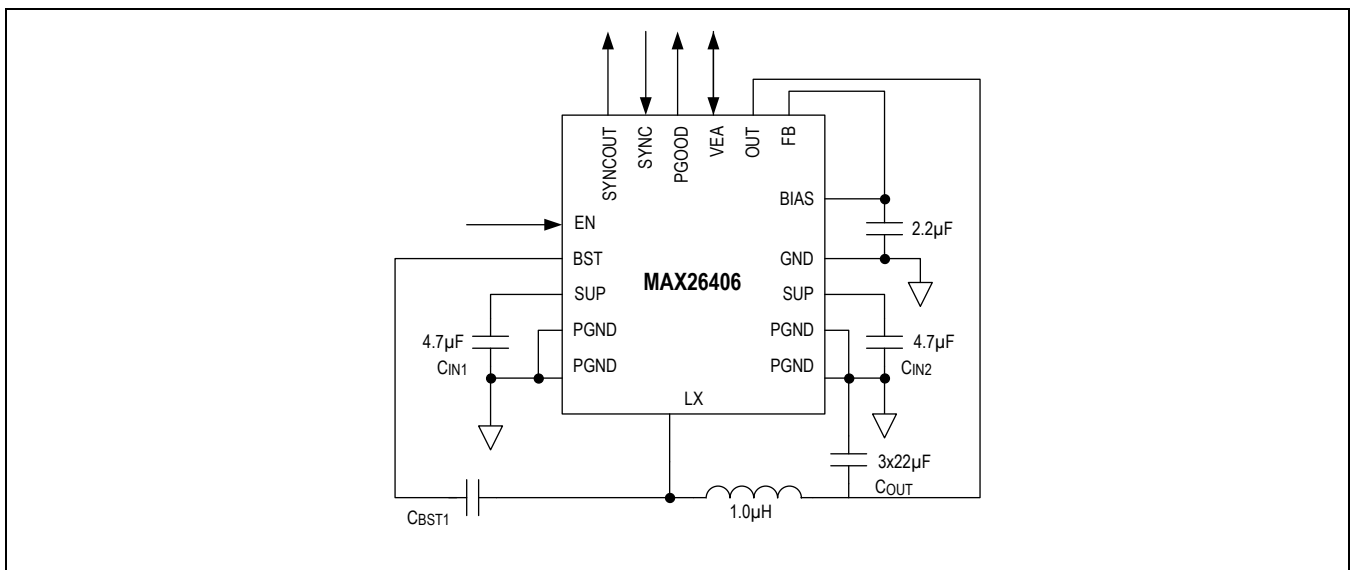 SYNCOUT
SYNC
PGOOD
VEA
OUT
FB
BIAS
2.2µF
EN
BST
GND
MAX26406
SUP
SUP
4.7µF
CIN1
PGND
PGND
4.7µF
CIN2
PGND
PGND
LX
3x22µF
COUT
CBST1
1.0µH